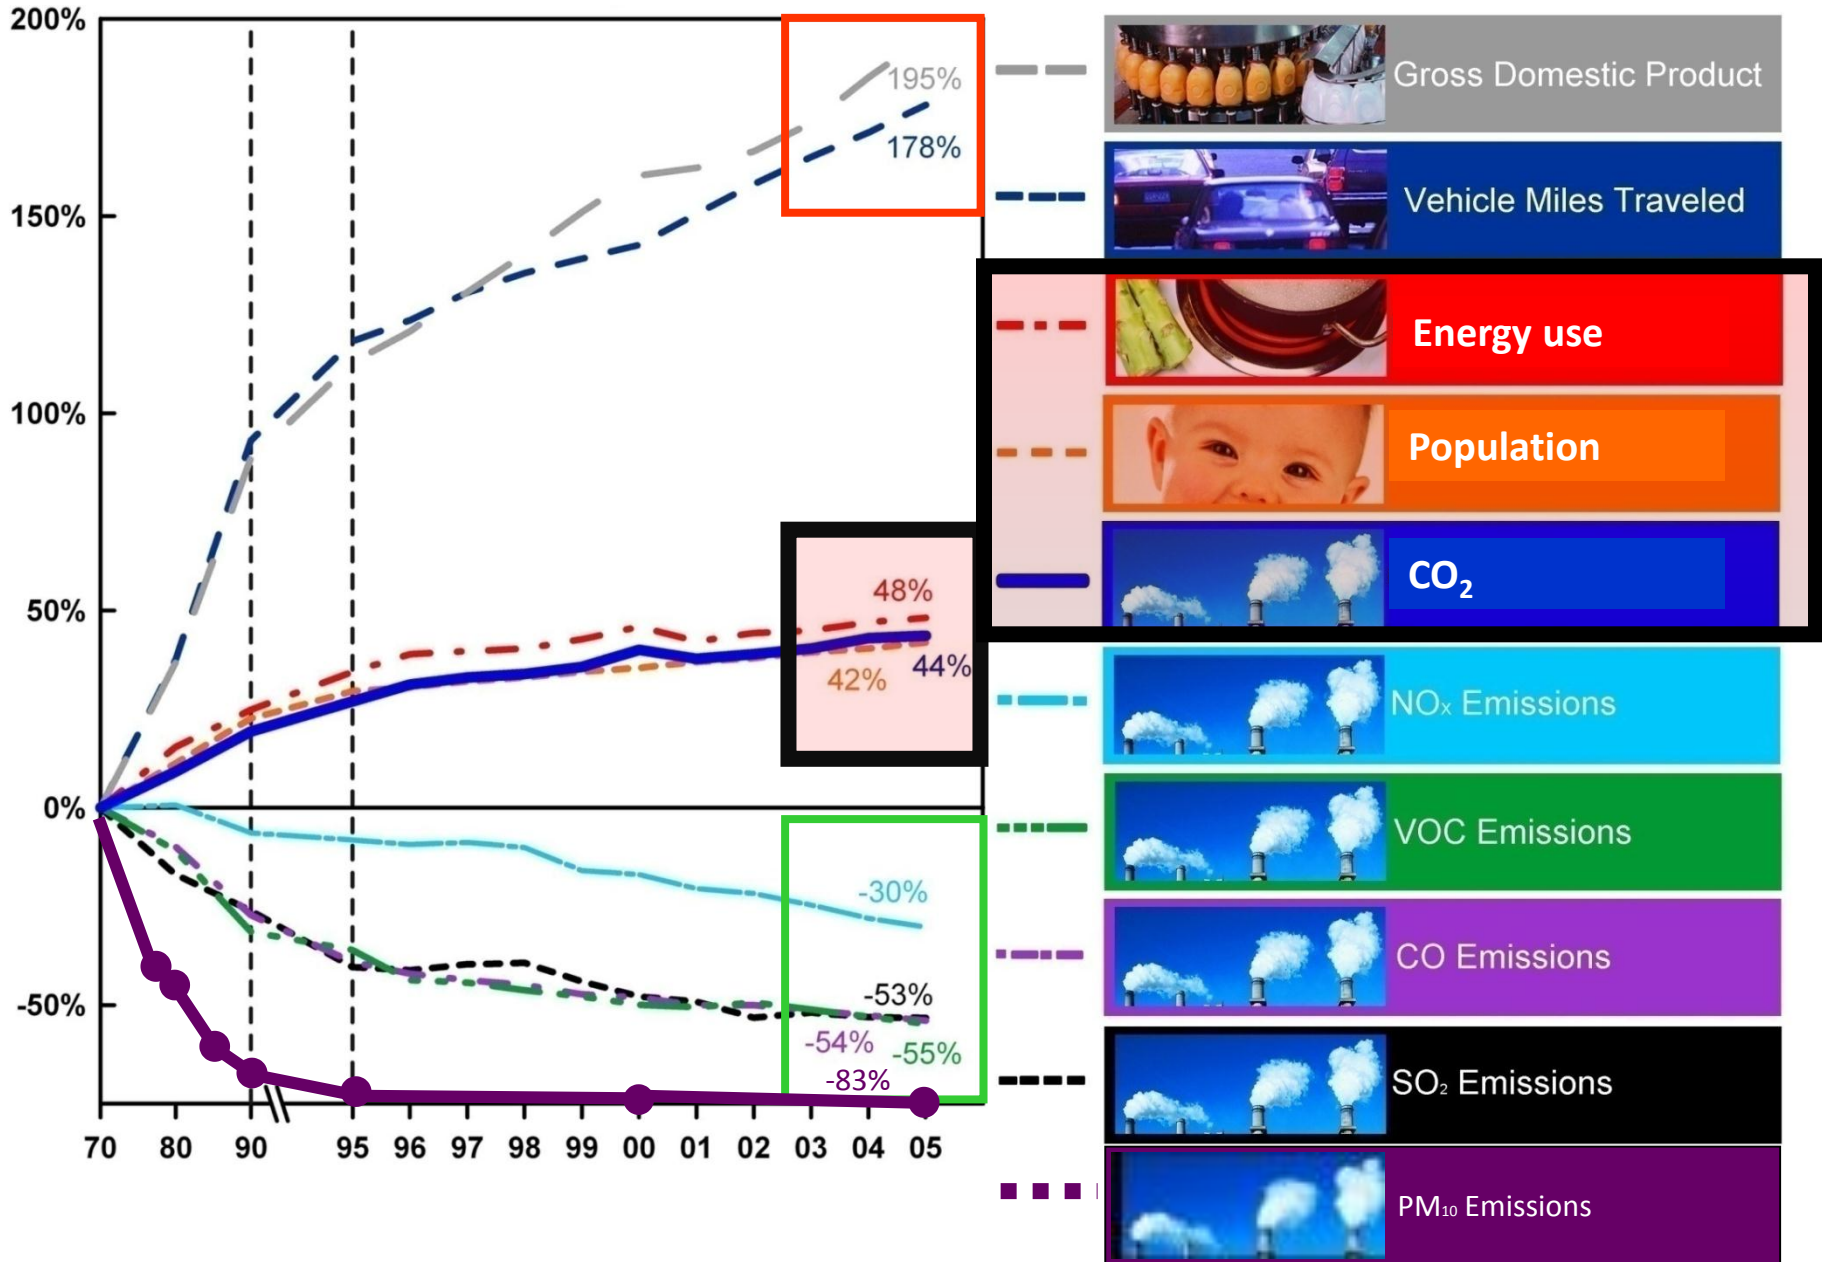 200%
150%
100%
50%
0%
-50%
195%
178%
48%
42%
44%
-30%
-53%
-54%
-55%
-83%
70 80 90 95 96 97 98 99 00 01 02 03 04 05
Gross Domestic Product
Vehicle Miles Traveled
Energy use
Population
CO₂
NOₓ Emissions
VOC Emissions
CO Emissions
SO₂ Emissions
PM₁₀ Emissions